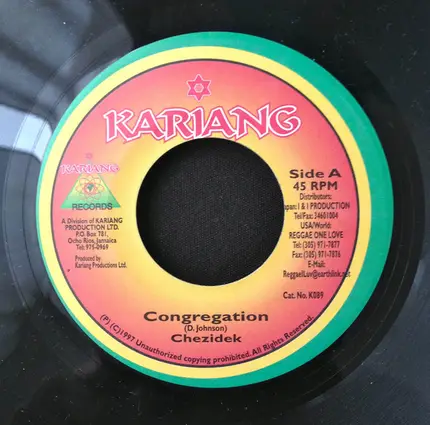 KARIANG
KARIANG
RECORDS
A Division of KARIANG
PRODUCTION LTD.
P.O. Box 781,
Ocho Rios, Jamaica
Tel: 975-0969
Produced by
Kariang Productions Ltd.
Side A
45 RPM
Distributors:
Japan: I & I PRODUCTION
Tel/Fax: 34601004
USA/World:
REGGAE ONE LOVE
Tel: (305) 971-7877
Fax: (305) 971-7876
E-Mail:
ReggaelLuv@earthlink.net
Cat: No. K089
Congregation
(D. Johnson)
Chezidek
(P) (C)1997 Unauthorized copying prohibited. All Rights Reserved.